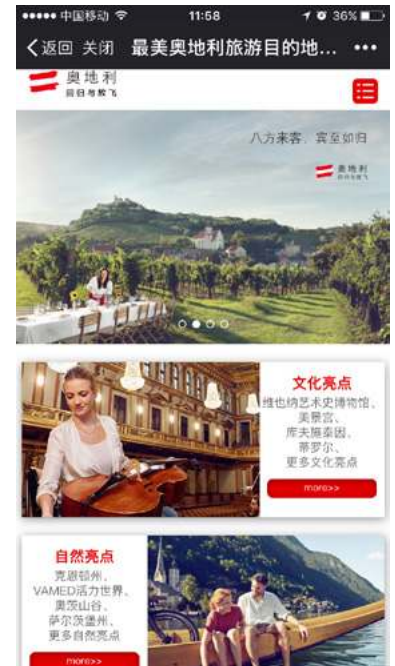 中国移动 11:58 36%
返回 关闭 最美奥地利旅游目的地...
奥地利
回归与放飞
八方来客，宾至如归
奥地利
回归与放飞
文化亮点
维也纳艺术史博物馆、
美景宫、
库夫施泰因、
蒂罗尔、
更多文化亮点
more>>
自然亮点
克恩顿州、
VAMED活力世界、
奥茨山谷、
萨尔茨堡州、
更多自然亮点
more>>